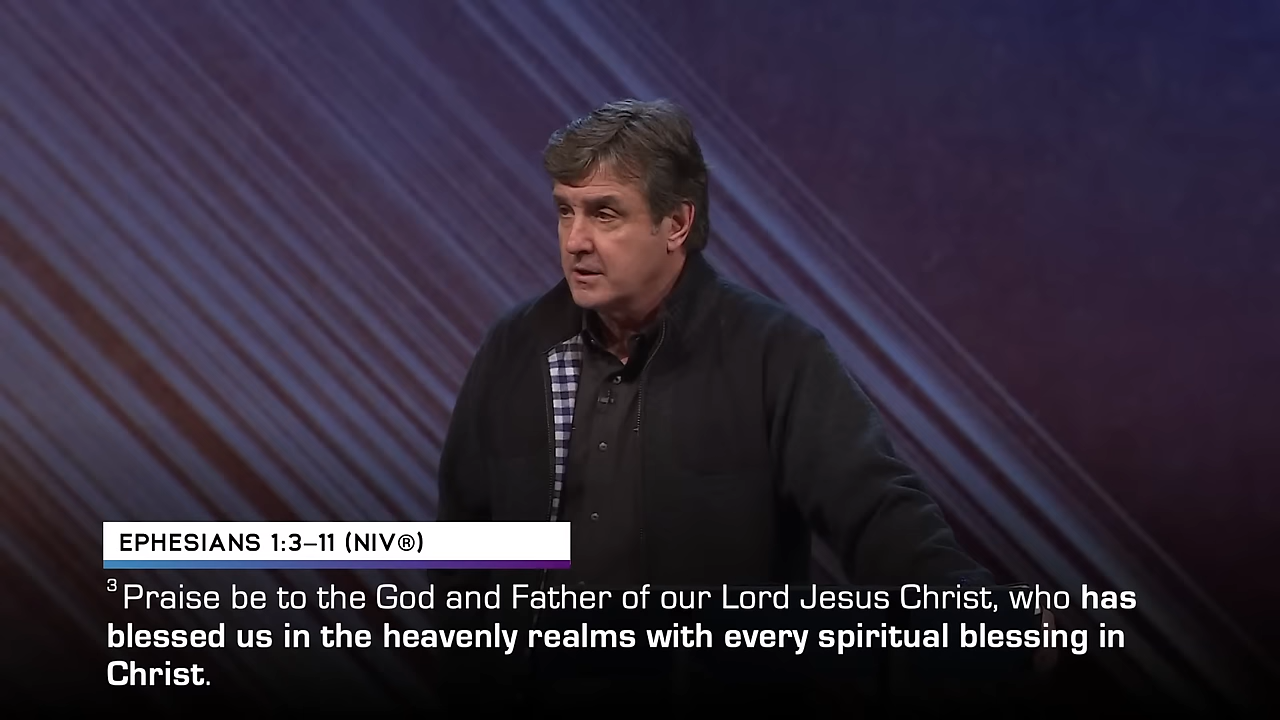 EPHESIANS 1:3–11 (NIV®)
³ Praise be to the God and Father of our Lord Jesus Christ, who has
blessed us in the heavenly realms with every spiritual blessing in
Christ.